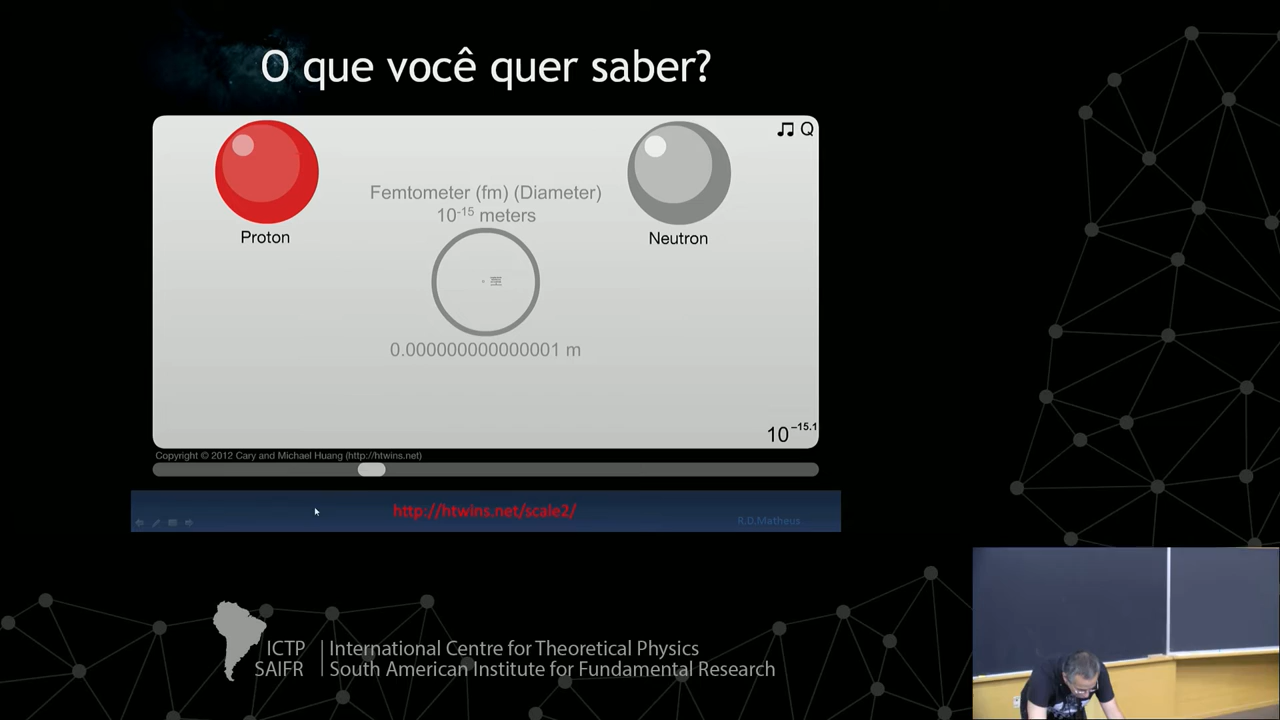 O que você quer saber?
Q
Proton
Femtometer (fm) (Diameter)
10⁻¹⁵ meters
Neutron
0.000000000000001 m
10⁻¹⁵·¹
Copyright © 2012 Cary and Michael Huang (http://htwins.net)
http://htwins.net/scale2/
R.D.Matheus
ICTP SAIFR
International Centre for Theoretical Physics
South American Institute for Fundamental Research